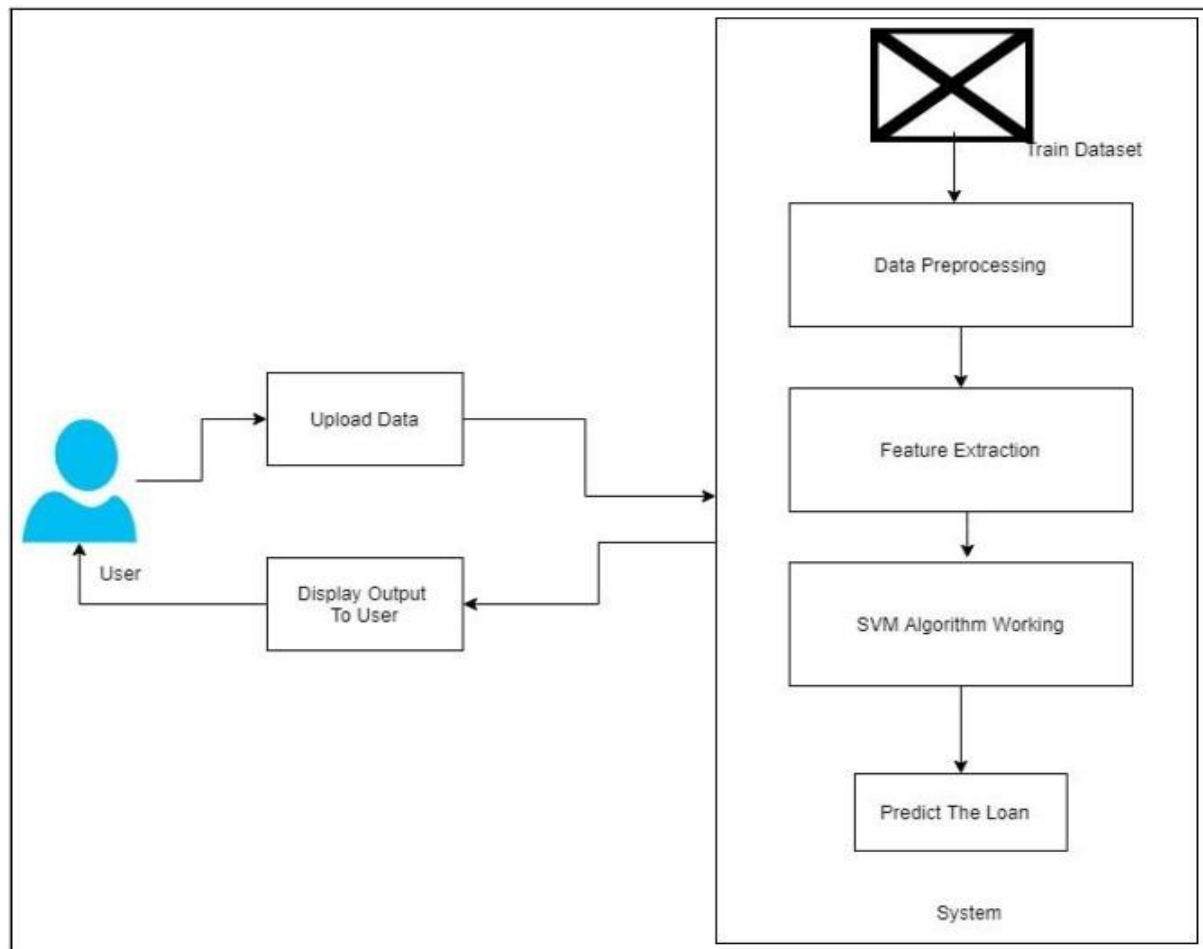 Train Dataset
Data Preprocessing
Upload Data
Feature Extraction
User
Display Output
To User
SVM Algorithm Working
Predict The Loan
System